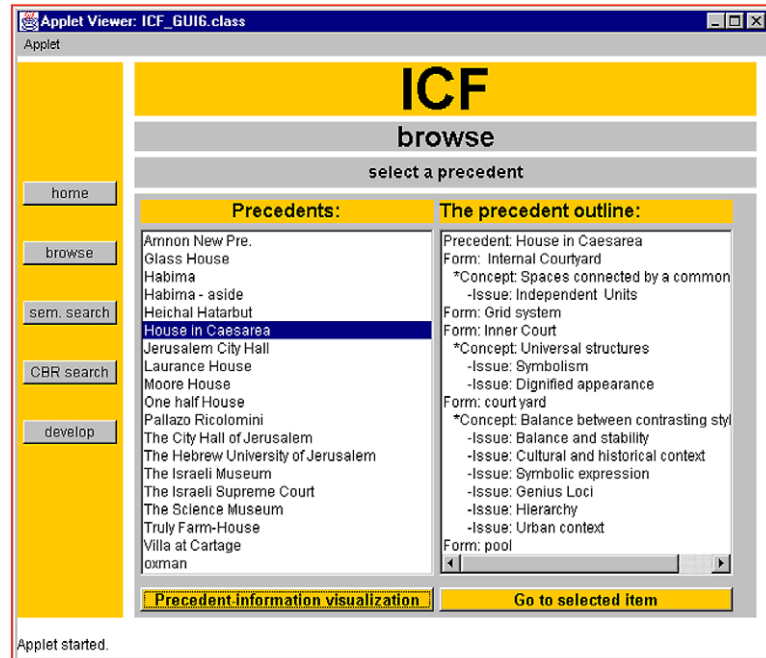 Applet Viewer: ICF_GUI6.class
Applet
ICF
browse
select a precedent
home
browse
sem. search
CBR search
develop
Precedents:
Amnon New Pre.
Glass House
Habima
Habima - aside
Heichal Hatarbut
House in Caesarea
Jerusalem City Hall
Laurance House
Moore House
One half House
Pallazo Ricolomini
The City Hall of Jerusalem
The Hebrew University of Jerusalem
The Israeli Museum
The Israeli Supreme Court
The Science Museum
Truly Farm-House
Villa at Cartage
oxman
The precedent outline:
Precedent: House in Caesarea
Form:  Internal Courtyard
*Concept: Spaces connected by a common
-Issue: Independent  Units
Form: Grid system
Form: Inner Court
*Concept: Universal structures
-Issue: Symbolism
-Issue: Dignified appearance
Form: court yard
*Concept: Balance between contrasting styl
-Issue: Balance and stability
-Issue: Cultural and historical context
-Issue: Symbolic expression
-Issue: Genius Loci
-Issue: Hierarchy
-Issue: Urban context
Form: pool
Precedent-information visualization
Go to selected item
Applet started.